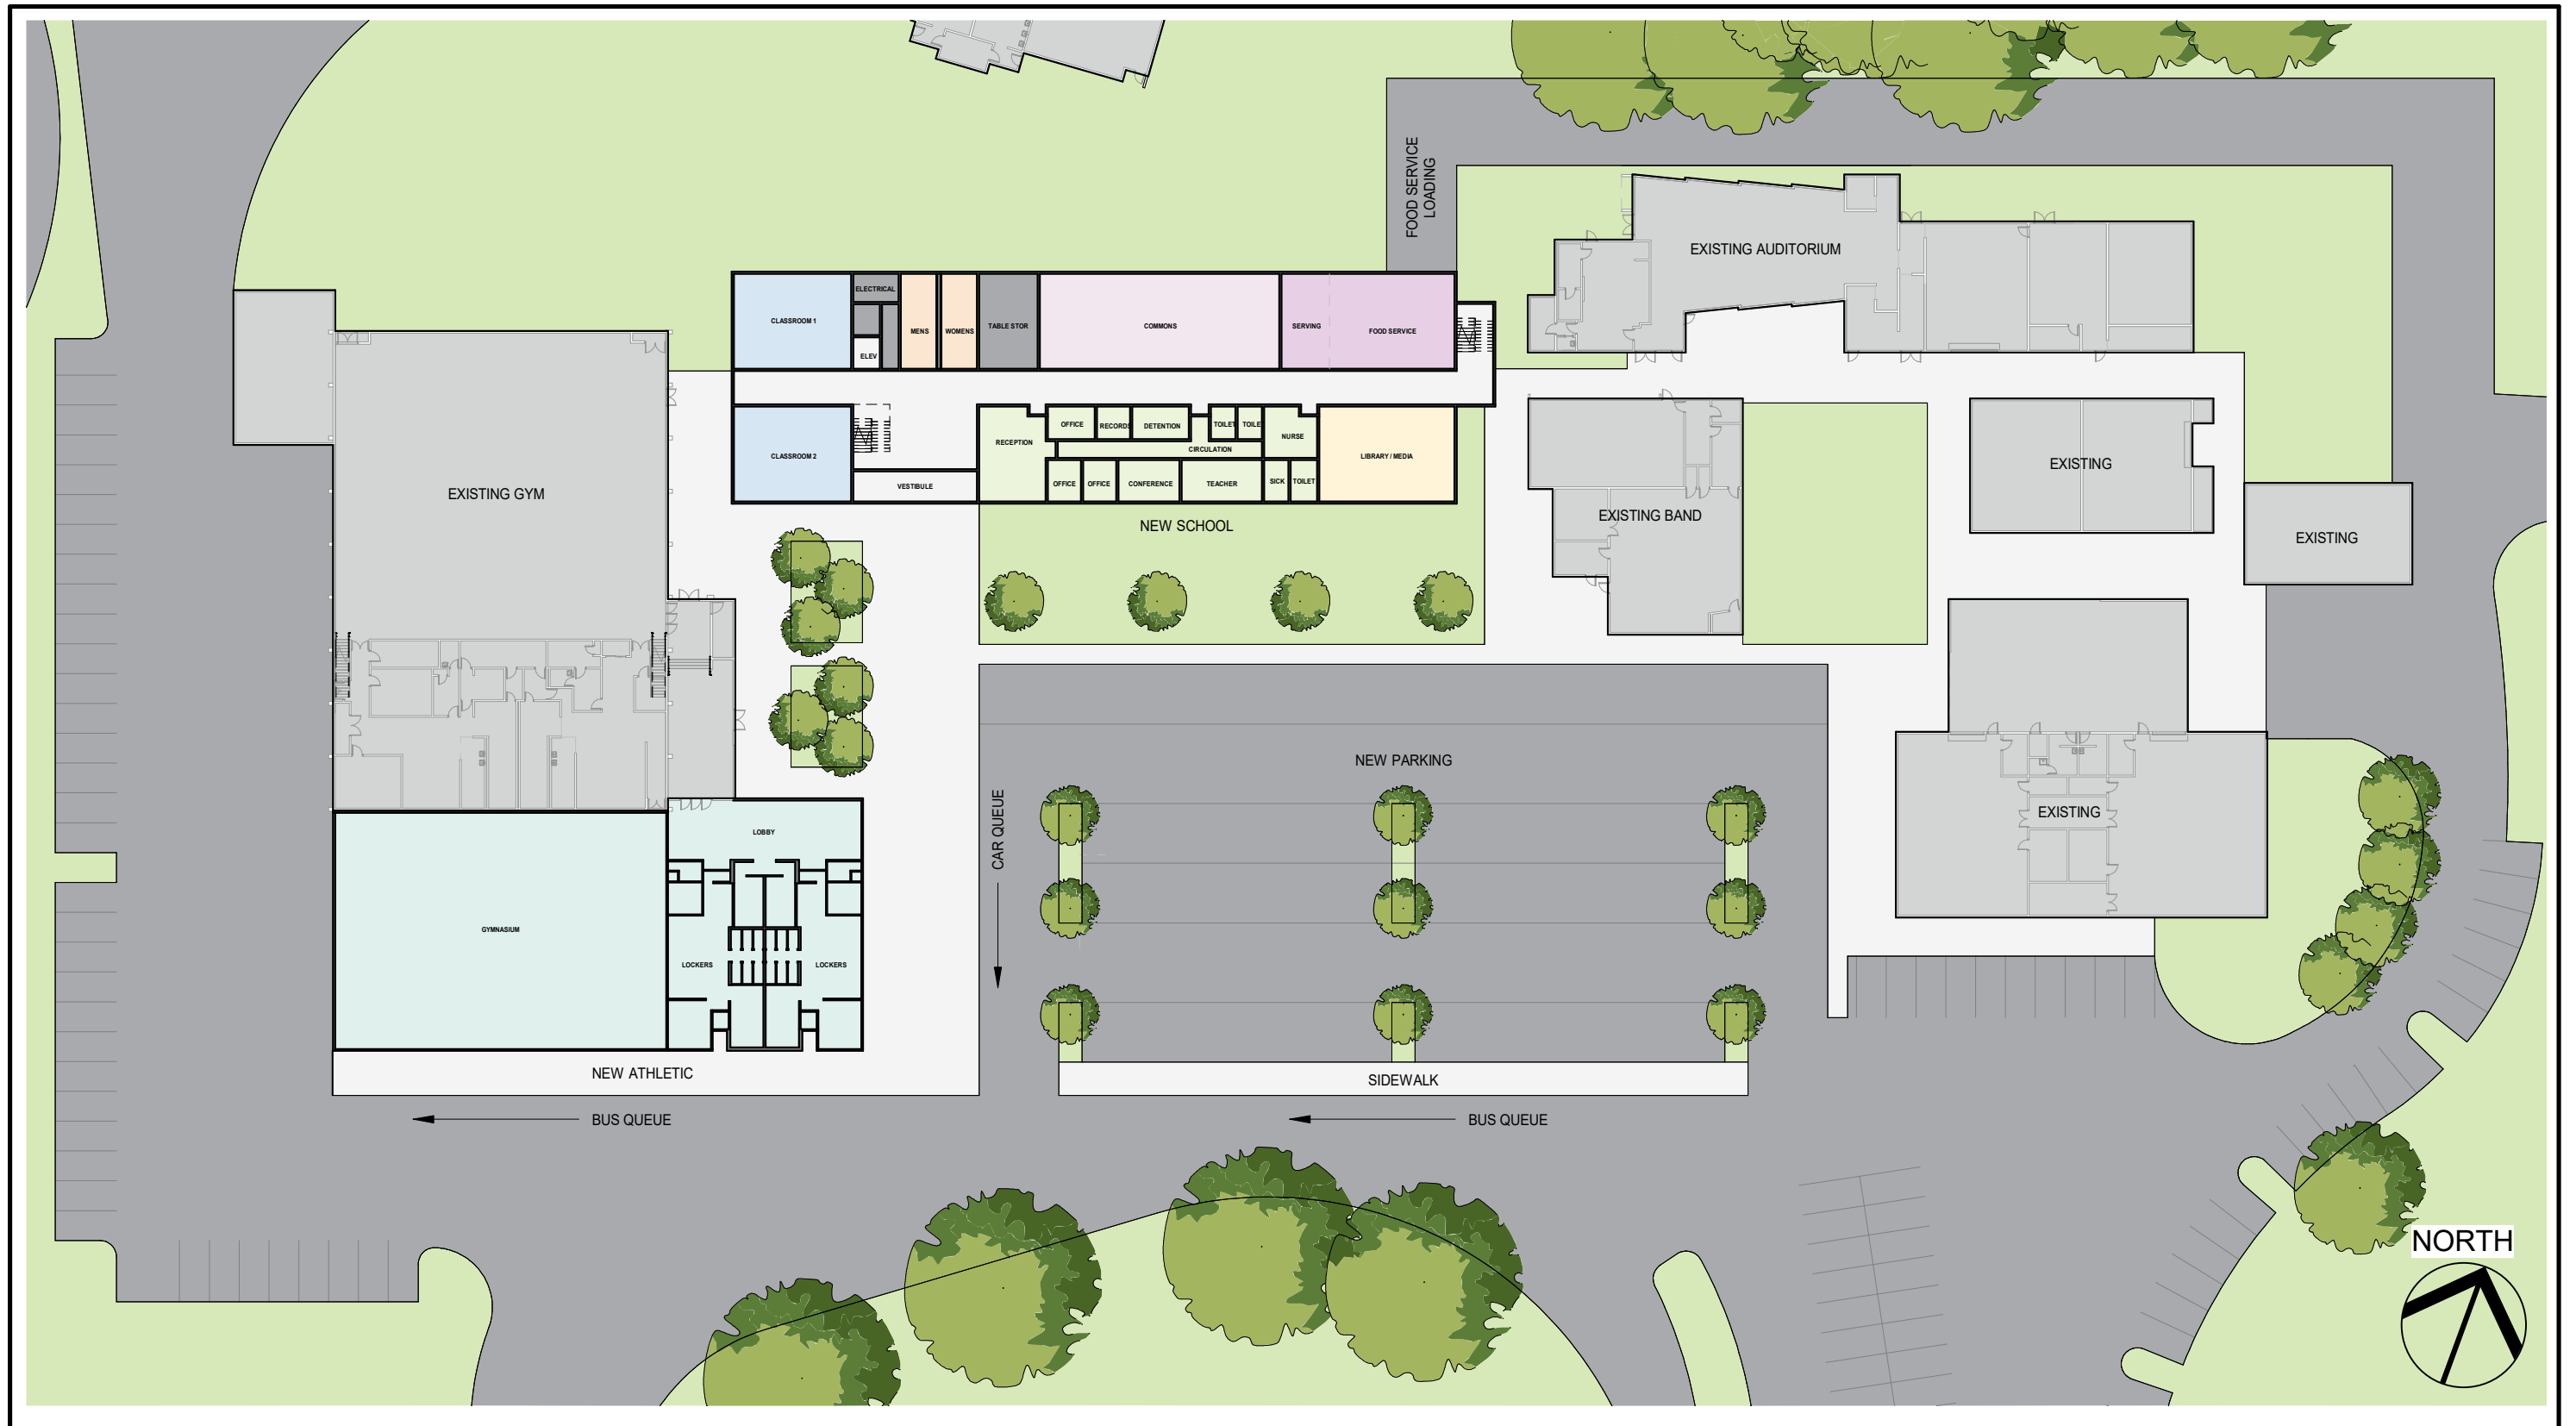 FOOD SERVICE
LOADING
EXISTING AUDITORIUM
ELECTRICAL
CLASSROOM 1
MENS
WOMENS
TABLE STOR
COMMONS
SERVING
FOOD SERVICE
ELEV
OFFICE
RECORDS
DETENTION
TOILET
TOILE
NURSE
RECEPTION
CIRCULATION
CLASSROOM 2
LIBRARY / MEDIA
VESTIBULE
OFFICE
OFFICE
CONFERENCE
TEACHER
SICK
TOILET
EXISTING GYM
NEW SCHOOL
EXISTING BAND
EXISTING
EXISTING
NEW PARKING
CAR QUEUE
EXISTING
LOBBY
GYMNASIUM
LOCKERS
LOCKERS
NEW ATHLETIC
SIDEWALK
BUS QUEUE
BUS QUEUE
NORTH